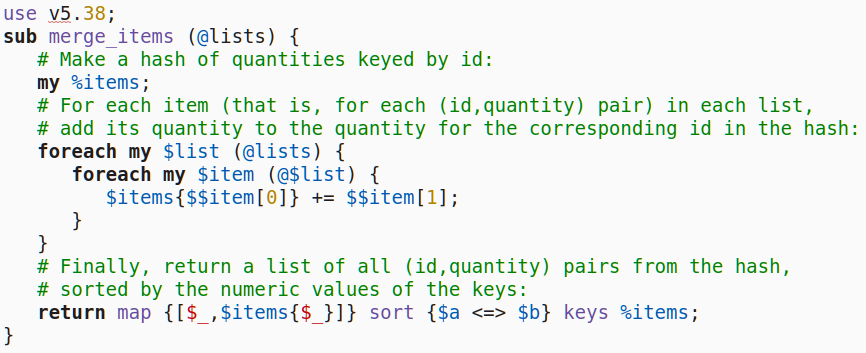 use v5.38;
sub merge_items (@lists) {
   # Make a hash of quantities keyed by id:
   my %items;
   # For each item (that is, for each (id,quantity) pair) in each list,
   # add its quantity to the quantity for the corresponding id in the hash:
   foreach my $list (@lists) {
      foreach my $item (@$list) {
         $items{$$item[0]} += $$item[1];
      }
   }
   # Finally, return a list of all (id,quantity) pairs from the hash,
   # sorted by the numeric values of the keys:
   return map {[$_,$items{$_}]} sort {$a <=> $b} keys %items;
}